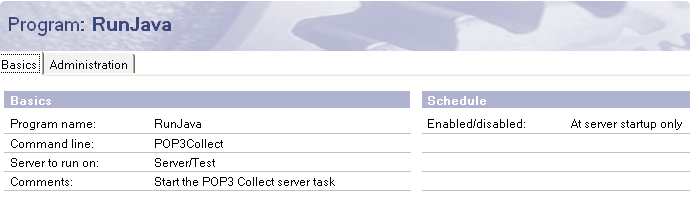 Program: RunJava
Basics Administration
Basics
Program name: RunJava
Command line: POP3Collect
Server to run on: Server/Test
Comments: Start the POP3 Collect server task
Schedule
Enabled/disabled: At server startup only